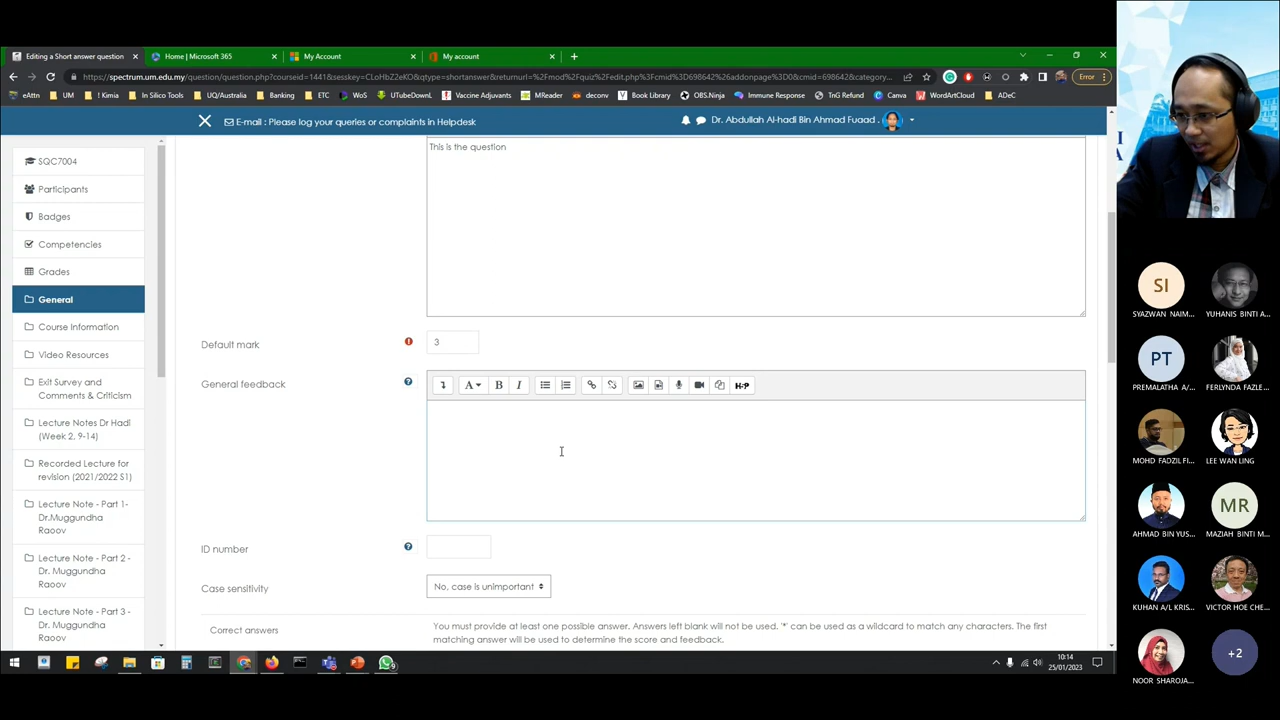 Editing a Short answer question
Home | Microsoft 365
My Account
My account
https://spectrum.um.edu.my/question/question.php?courseid=1441&sesskey=CLoHbZ2eKO&qtype=shortanswer&returnurl=%2Fmod%2Fquiz%2Fedit.php%3Fcmid%3D698642%26addonpage%3D0&cmid=698642&category...
Error
eAttn
UM
! Kimia
In Silico Tools
UQ/Australia
Banking
ETC
WoS
UTubeDownL
Vaccine Adjuvants
MReader
deconv
Book Library
OBS.Ninja
Immune Response
TnG Refund
Canva
WordArtCloud
ADeC
E-mail : Please log your queries or complaints in Helpdesk
Dr. Abdullah Al-hadi Bin Ahmad Fuaad .
SQC7004
Participants
Badges
Competencies
Grades
General
Course Information
Video Resources
Exit Survey and
Comments & Criticism
Lecture Notes Dr Hadi
(Week 2, 9-14)
Recorded Lecture for
revision (2021/2022 S1)
Lecture Note - Part 1-
Dr.Muggundha
Raoov
Lecture Note - Part 2 -
Dr. Muggundha
Raoov
Lecture Note - Part 3 -
Dr. Muggundha
Raoov
This is the question
Default mark
3
General feedback
A
B
I
H-P
ID number
Case sensitivity
No, case is unimportant
Correct answers
You must provide at least one possible answer. Answers left blank will not be used. '*' can be used as a wildcard to match any characters. The first
matching answer will be used to determine the score and feedback.
10:14
25/01/2023
SI
SYAZWAN NAIM...
YUHANIS BINTI A...
PT
PREMALATHA A/...
FERLYNDA FAZLE...
MOHD FADZIL FI...
LEE WAN LING
AHMAD BIN YUS...
MR
MAZIAH BINTI M...
KUHAN A/L KRIS...
VICTOR HOE CHE...
NOOR SHAROJA...
+2